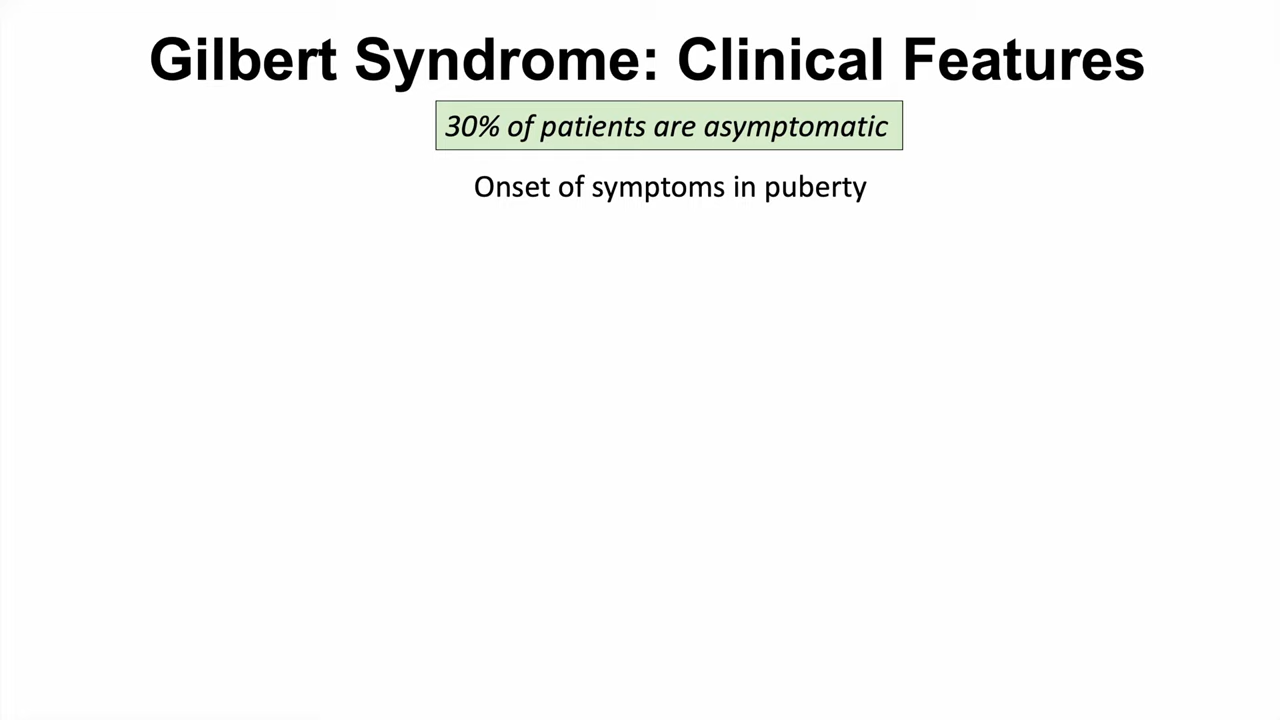 Gilbert Syndrome: Clinical Features
30% of patients are asymptomatic
Onset of symptoms in puberty